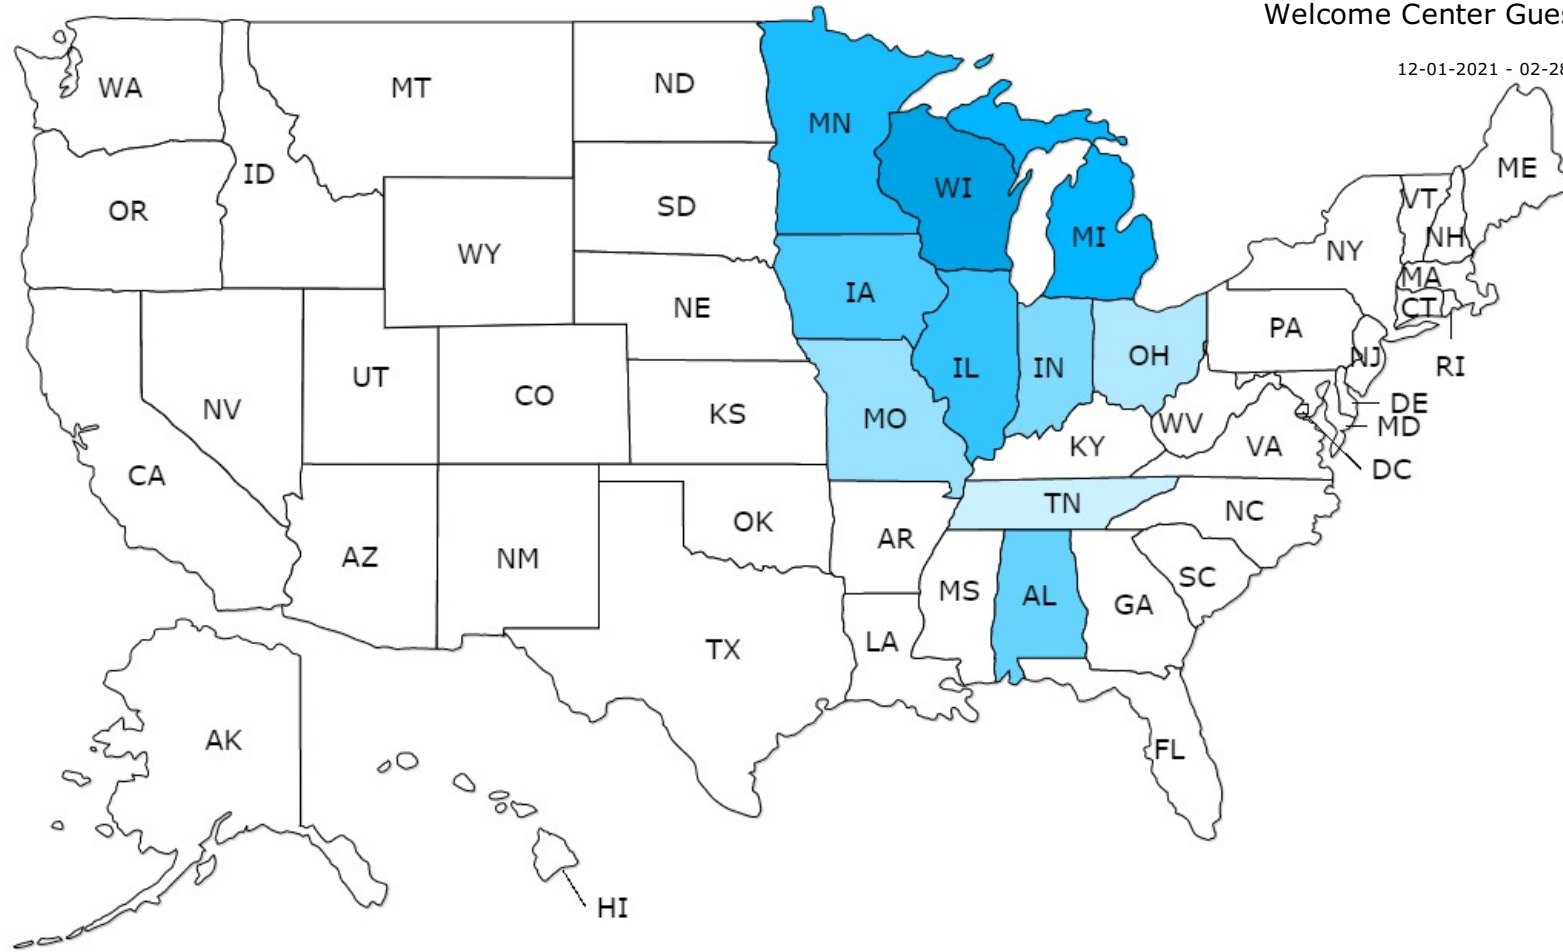 Welcome Center Gues
12-01-2021 - 02-28
WA
MT
ND
MN
ME
OR
ID
SD
WI
VT
WY
MI
NY
NH
MA
NE
IA
CT
PA
NV
UT
CO
KS
IL
IN
OH
NJ
RI
DE
MO
WV
MD
CA
KY
VA
DC
OK
TN
NC
AZ
NM
AR
SC
MS
AL
GA
TX
LA
AK
FL
HI